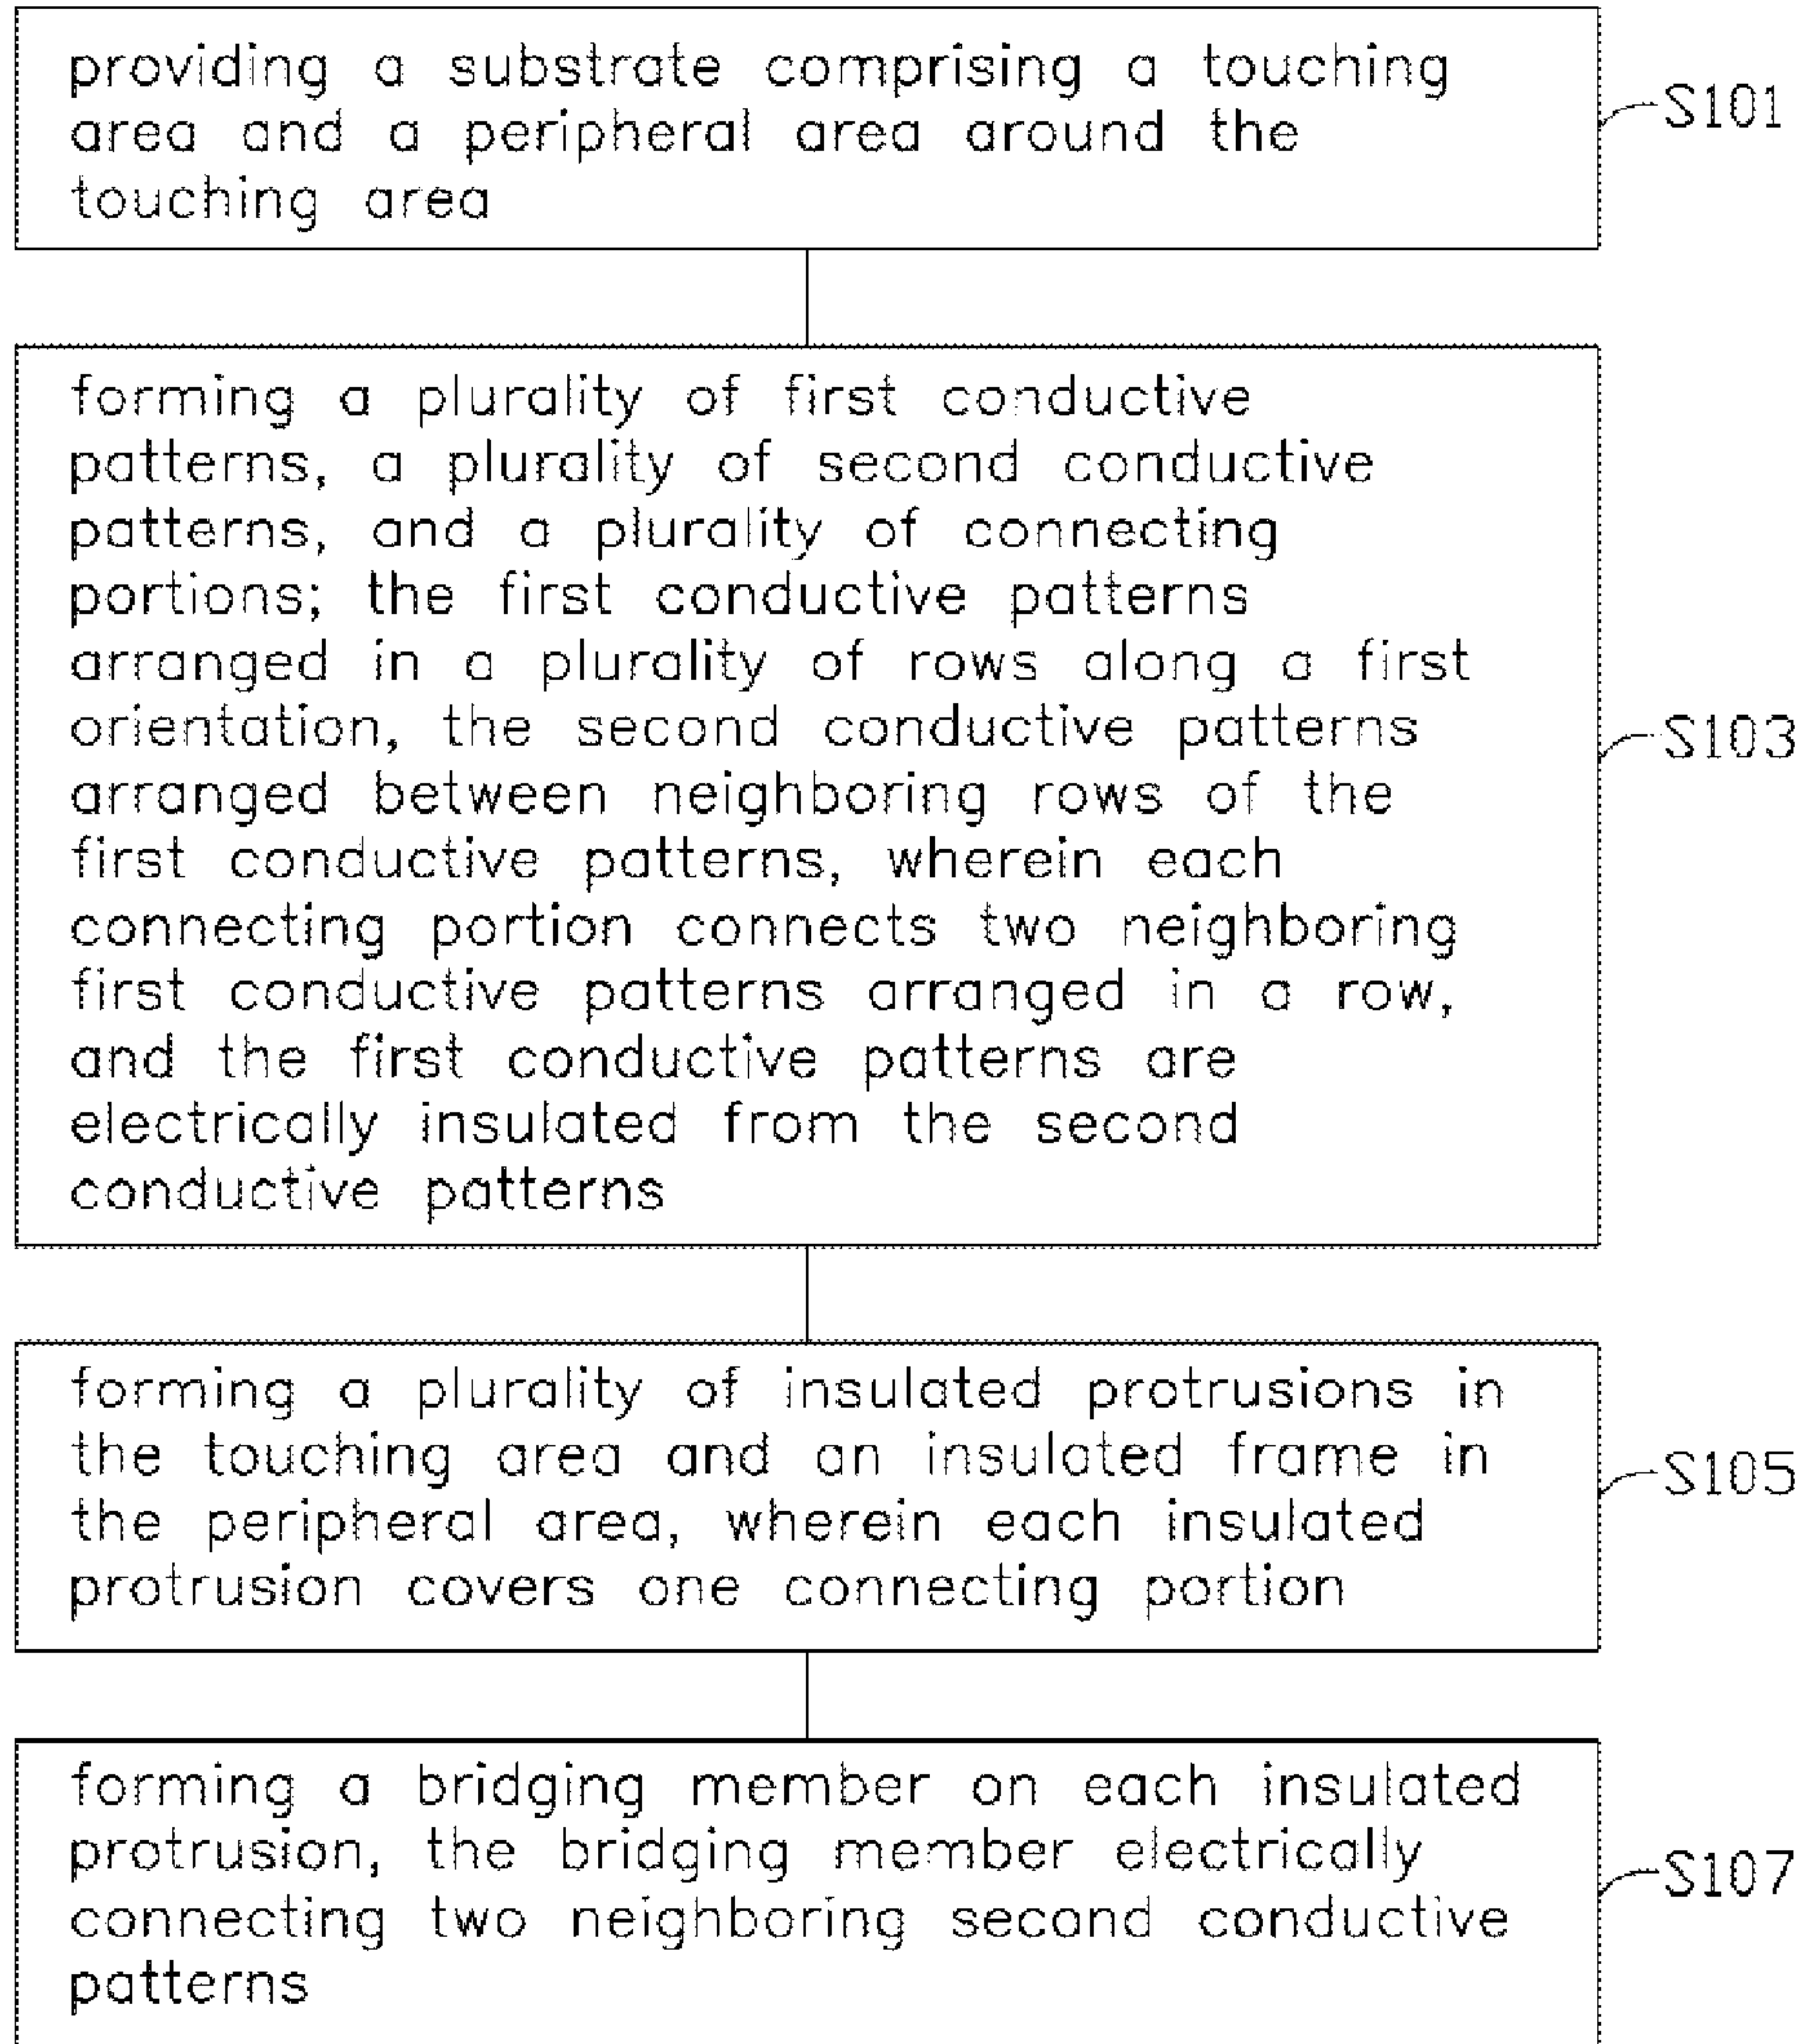 providing a substrate comprising a touching
area and a peripheral area around the
touching area
S101
forming a plurality of first conductive
patterns, a plurality of second conductive
patterns, and a plurality of connecting
portions; the first conductive patterns
arranged in a plurality of rows along a first
orientation, the second conductive patterns
arranged between neighboring rows of the
first conductive patterns, wherein each
connecting portion connects two neighboring
first conductive patterns arranged in a row,
and the first conductive patterns are
electrically insulated from the second
conductive patterns
S103
forming a plurality of insulated protrusions in
the touching area and an insulated frame in
the peripheral area, wherein each insulated
protrusion covers one connecting portion
S105
forming a bridging member on each insulated
protrusion, the bridging member electrically
connecting two neighboring second conductive
patterns
S107